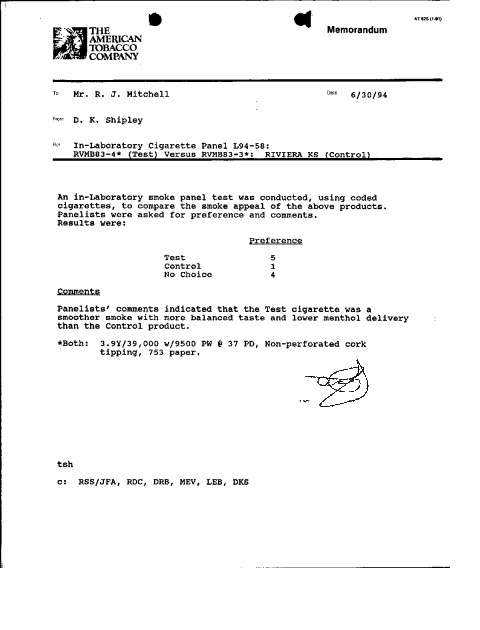 AT 825 (1-91)
THE
AMERICAN
TOBACCO
COMPANY
Memorandum
To Mr. R. J. Mitchell
Date 6/30/94
From D. K. Shipley
Re: In-Laboratory Cigarette Panel L94-58:
RVMB83-4* (Test) Versus RVMB83-3*: RIVIERA KS (Control)
An in-Laboratory smoke panel test was conducted, using coded
cigarettes, to compare the smoke appeal of the above products.
Panelists were asked for preference and comments.
Results were:
Preference
Test 5
Control 1
No Choice 4
Comments
Panelists' comments indicated that the Test cigarette was a
smoother smoke with more balanced taste and lower menthol delivery
than the Control product.
*Both: 3.9Y/39,000 w/9500 PW @ 37 PD, Non-perforated cork
tipping, 753 paper.
tsh
c: RSS/JFA, RDC, DRB, MEV, LEB, DKS